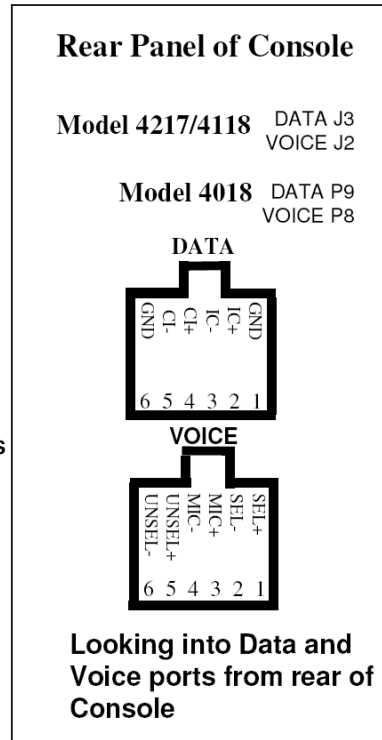 Rear Panel of Console
Model 4217/4118 DATA J3
VOICE J2
Model 4018 DATA P9
VOICE P8
DATA
GND CI- CI+ IC- IC+ GND
6 5 4 3 2 1
s
VOICE
UNSEL- UNSEL+ MIC- MIC+ SEL- SEL+
6 5 4 3 2 1
Looking into Data and
Voice ports from rear of
Console